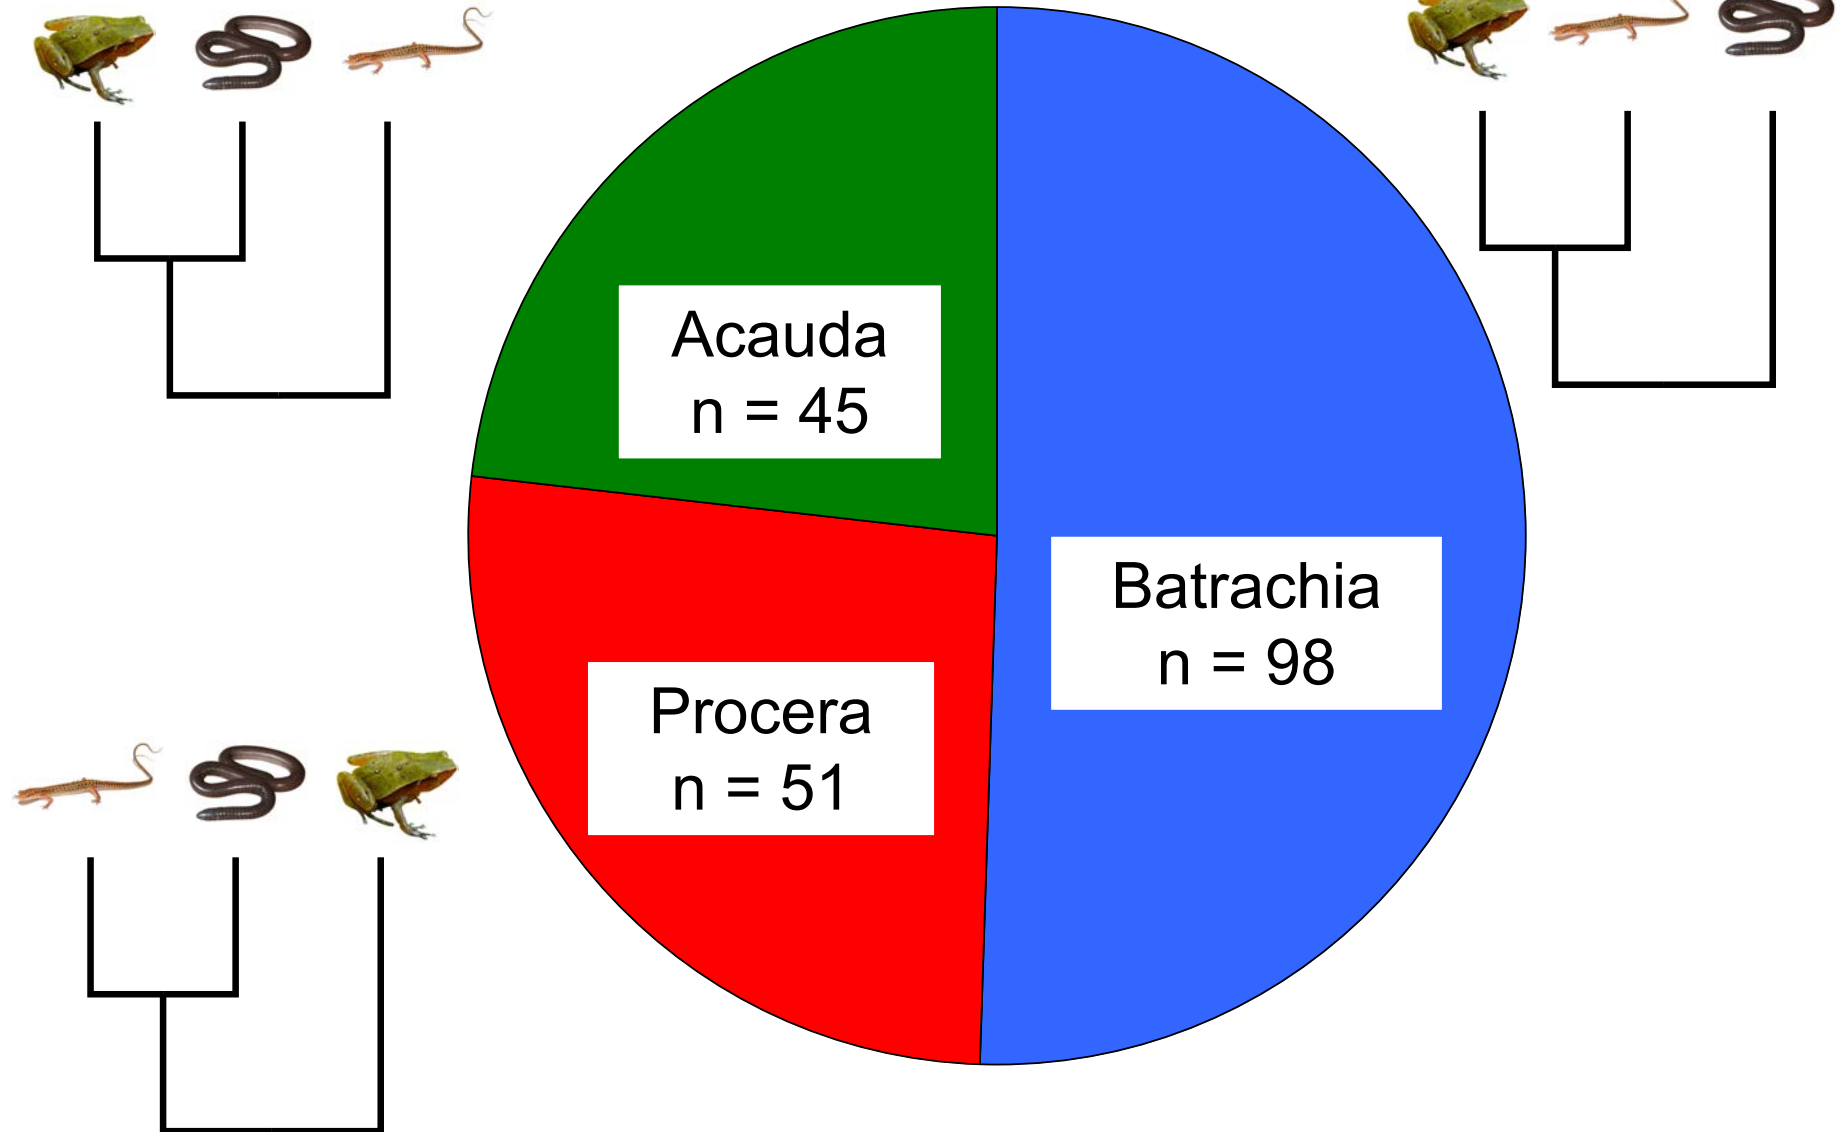 Acauda
n = 45
Batrachia
n = 98
Procera
n = 51